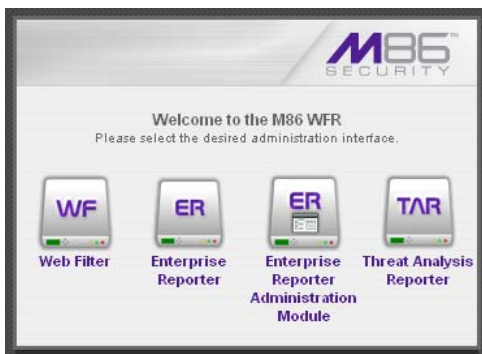 M86™
SECURITY
Welcome to the M86 WFR
Please select the desired administration interface.
WF
ER
ER
TAR
Web Filter
Enterprise
Reporter
Enterprise
Reporter
Administration
Module
Threat Analysis
Reporter